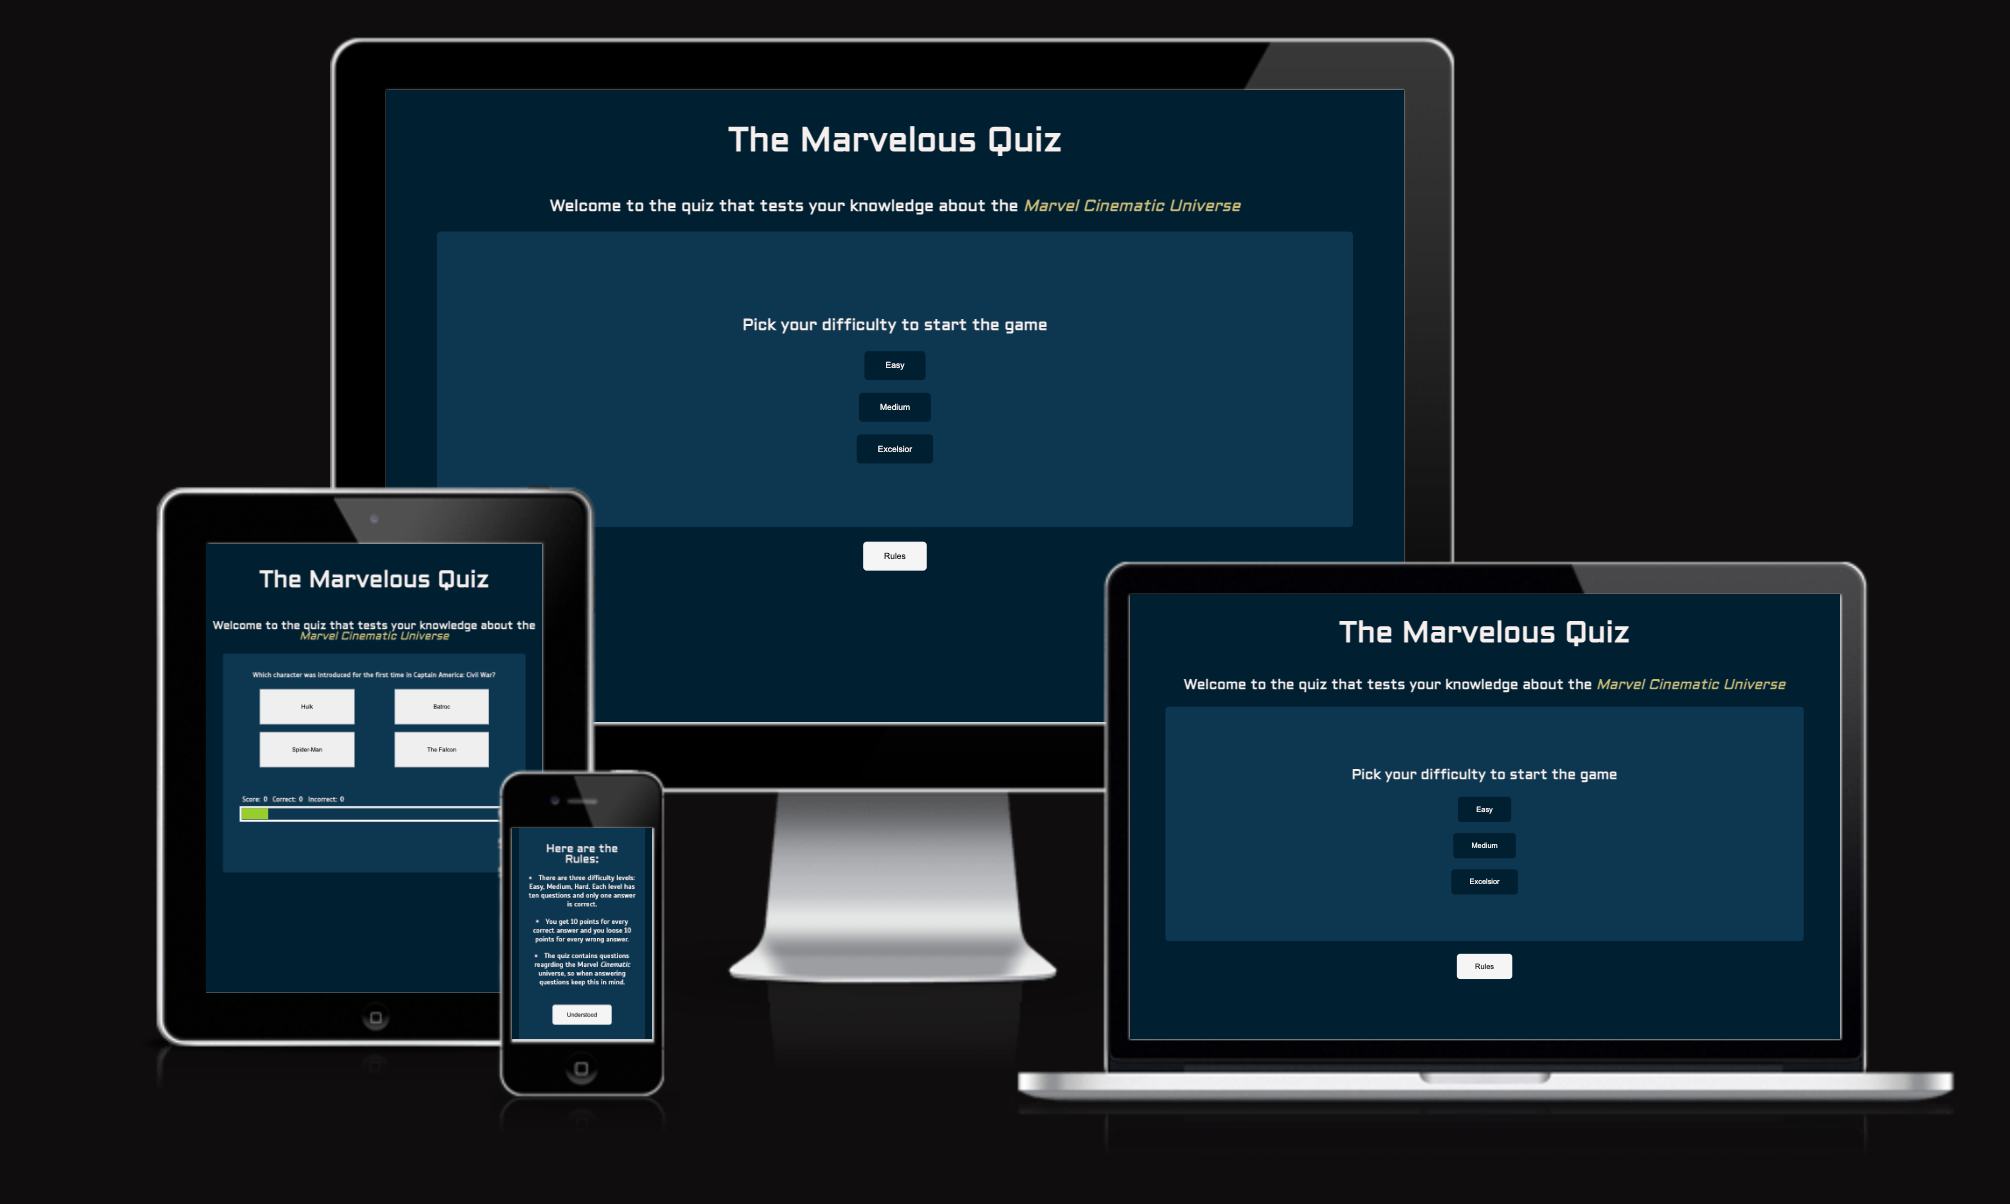 The Marvelous Quiz
Welcome to the quiz that tests your knowledge about the Marvel Cinematic Universe
Pick your difficulty to start the game
Easy
Medium
Excelsior
Rules
The Marvelous Quiz
Welcome to the quiz that tests your knowledge about the
Marvel Cinematic Universe
Which character was introduced for the first time in Captain America: Civil War?
Hulk
Batroc
Spider-Man
The Falcon
Score: 0 Correct: 0 Incorrect: 0
Here are the
Rules:
• There are three difficulty levels:
Easy, Medium, Hard. Each level has
ten questions and only one answer
is correct.
• You get 10 points for every
correct answer and you loose 10
points for every wrong answer.
• The quiz contains questions
reagrding the Marvel Cinematic
universe, so when answering
questions keep this in mind.
Understood
The Marvelous Quiz
Welcome to the quiz that tests your knowledge about the Marvel Cinematic Universe
Pick your difficulty to start the game
Easy
Medium
Excelsior
Rules